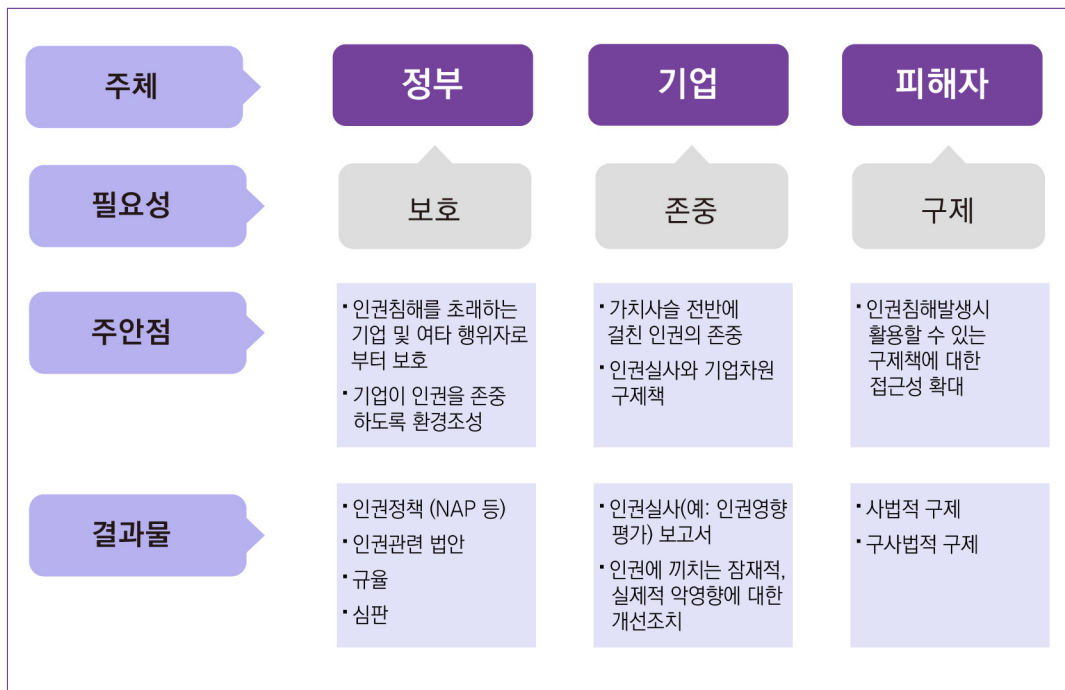 주체
정부
기업
피해자
필요성
보호
존중
구제
주안점
· 인권침해를 초래하는
기업 및 여타 행위자로
부터 보호
· 기업이 인권을 존중
하도록 환경조성
· 가치사슬 전반에
걸친 인권의 존중
· 인권실사와 기업차원
구제책
· 인권침해발생시
활용할 수 있는
구제책에 대한
접근성 확대
결과물
· 인권정책 (NAP 등)
· 인권관련 법안
· 규율
· 심판
· 인권실사(예: 인권영향
평가) 보고서
· 인권에 끼치는 잠재적,
실제적 악영향에 대한
개선조치
· 사법적 구제
· 구사법적 구제